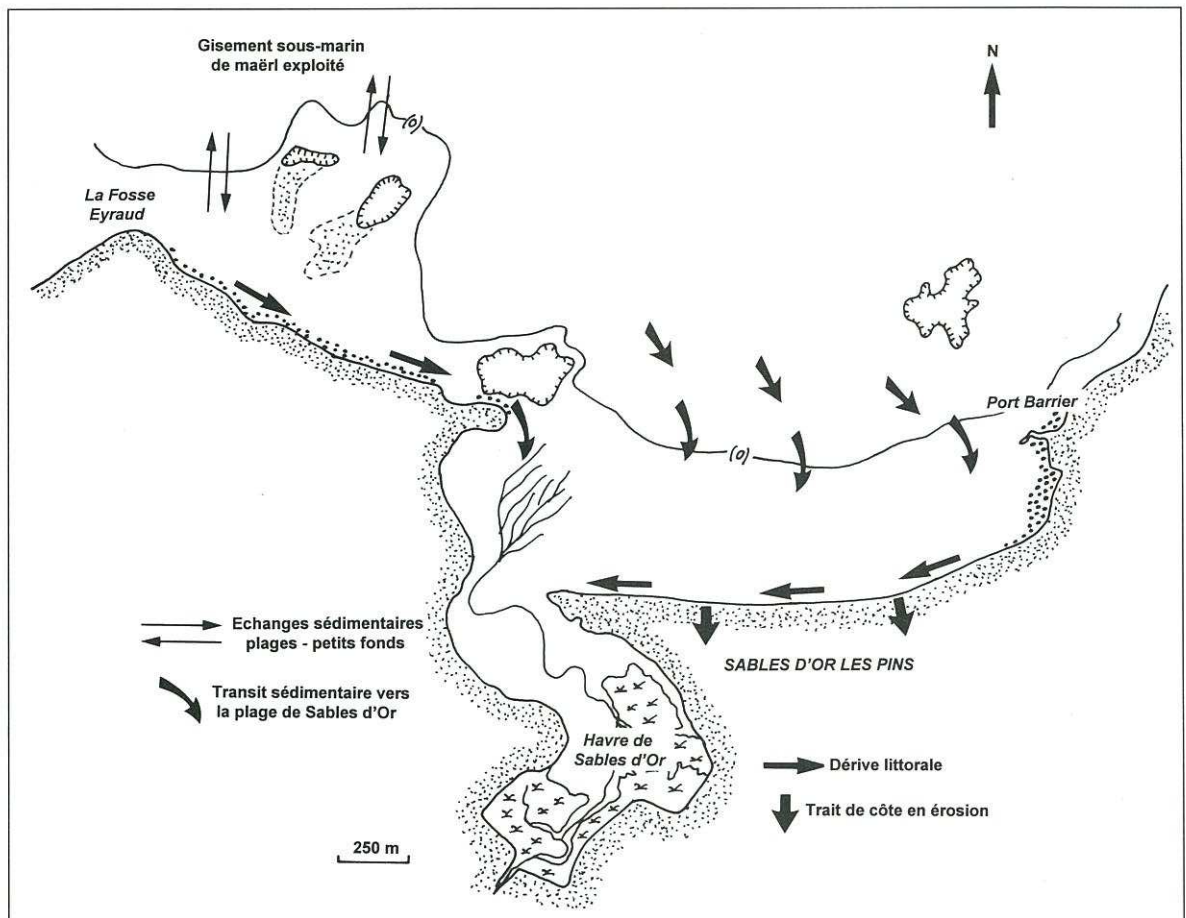 Gisement sous-marin
de maërl exploité
N
(o)
La Fosse
Eyraud
Port Barrier
(o)
Echanges sédimentaires
plages - petits fonds
SABLES D'OR LES PINS
Transit sédimentaire vers
la plage de Sables d'Or
Havre de
Sables d'Or
Dérive littorale
Trait de côte en érosion
250 m